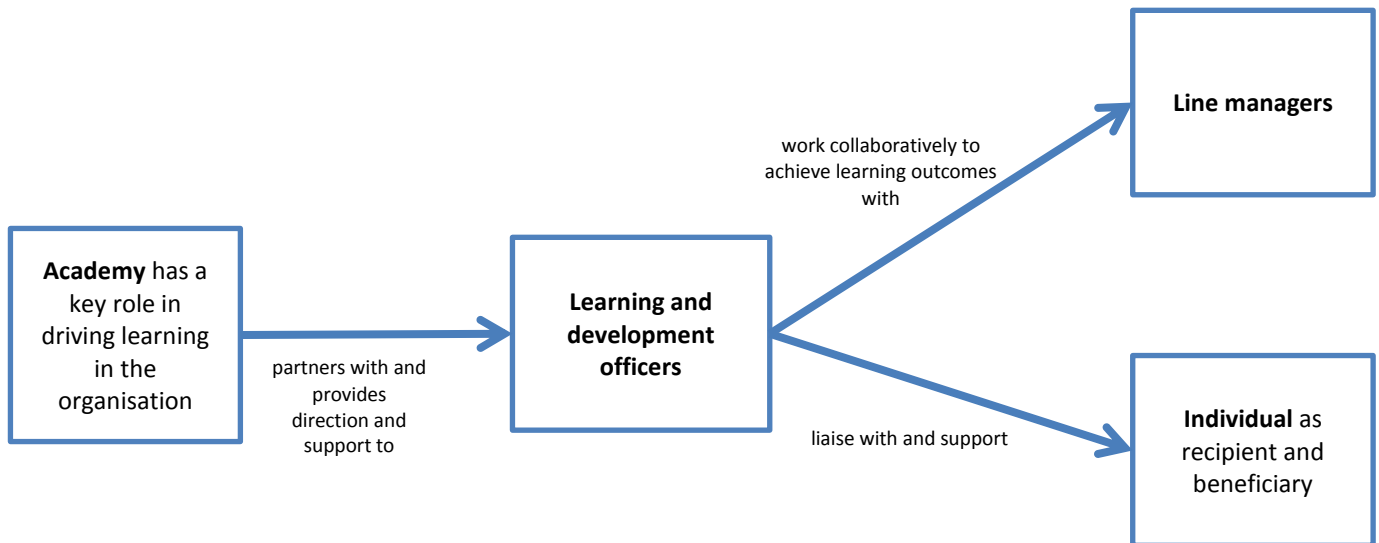 Academy has a
key role in
driving learning
in the
organisation
partners with and
provides
direction and
support to
Learning and
development
officers
work collaboratively to
achieve learning outcomes
with
Line managers
liaise with and support
Individual as
recipient and
beneficiary